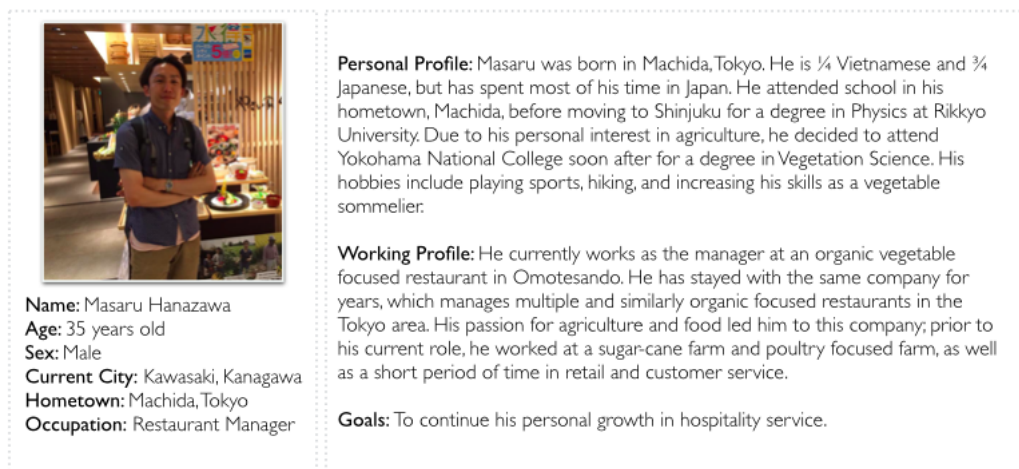 Name: Masaru Hanazawa
Age: 35 years old
Sex: Male
Current City: Kawasaki, Kanagawa
Hometown: Machida, Tokyo
Occupation: Restaurant Manager
Personal Profile: Masaru was born in Machida, Tokyo. He is ¼ Vietnamese and ¾
Japanese, but has spent most of his time in Japan. He attended school in his
hometown, Machida, before moving to Shinjuku for a degree in Physics at Rikkyo
University. Due to his personal interest in agriculture, he decided to attend
Yokohama National College soon after for a degree in Vegetation Science. His
hobbies include playing sports, hiking, and increasing his skills as a vegetable
sommelier.
Working Profile: He currently works as the manager at an organic vegetable
focused restaurant in Omotesando. He has stayed with the same company for
years, which manages multiple and similarly organic focused restaurants in the
Tokyo area. His passion for agriculture and food led him to this company; prior to
his current role, he worked at a sugar-cane farm and poultry focused farm, as well
as a short period of time in retail and customer service.
Goals: To continue his personal growth in hospitality service.